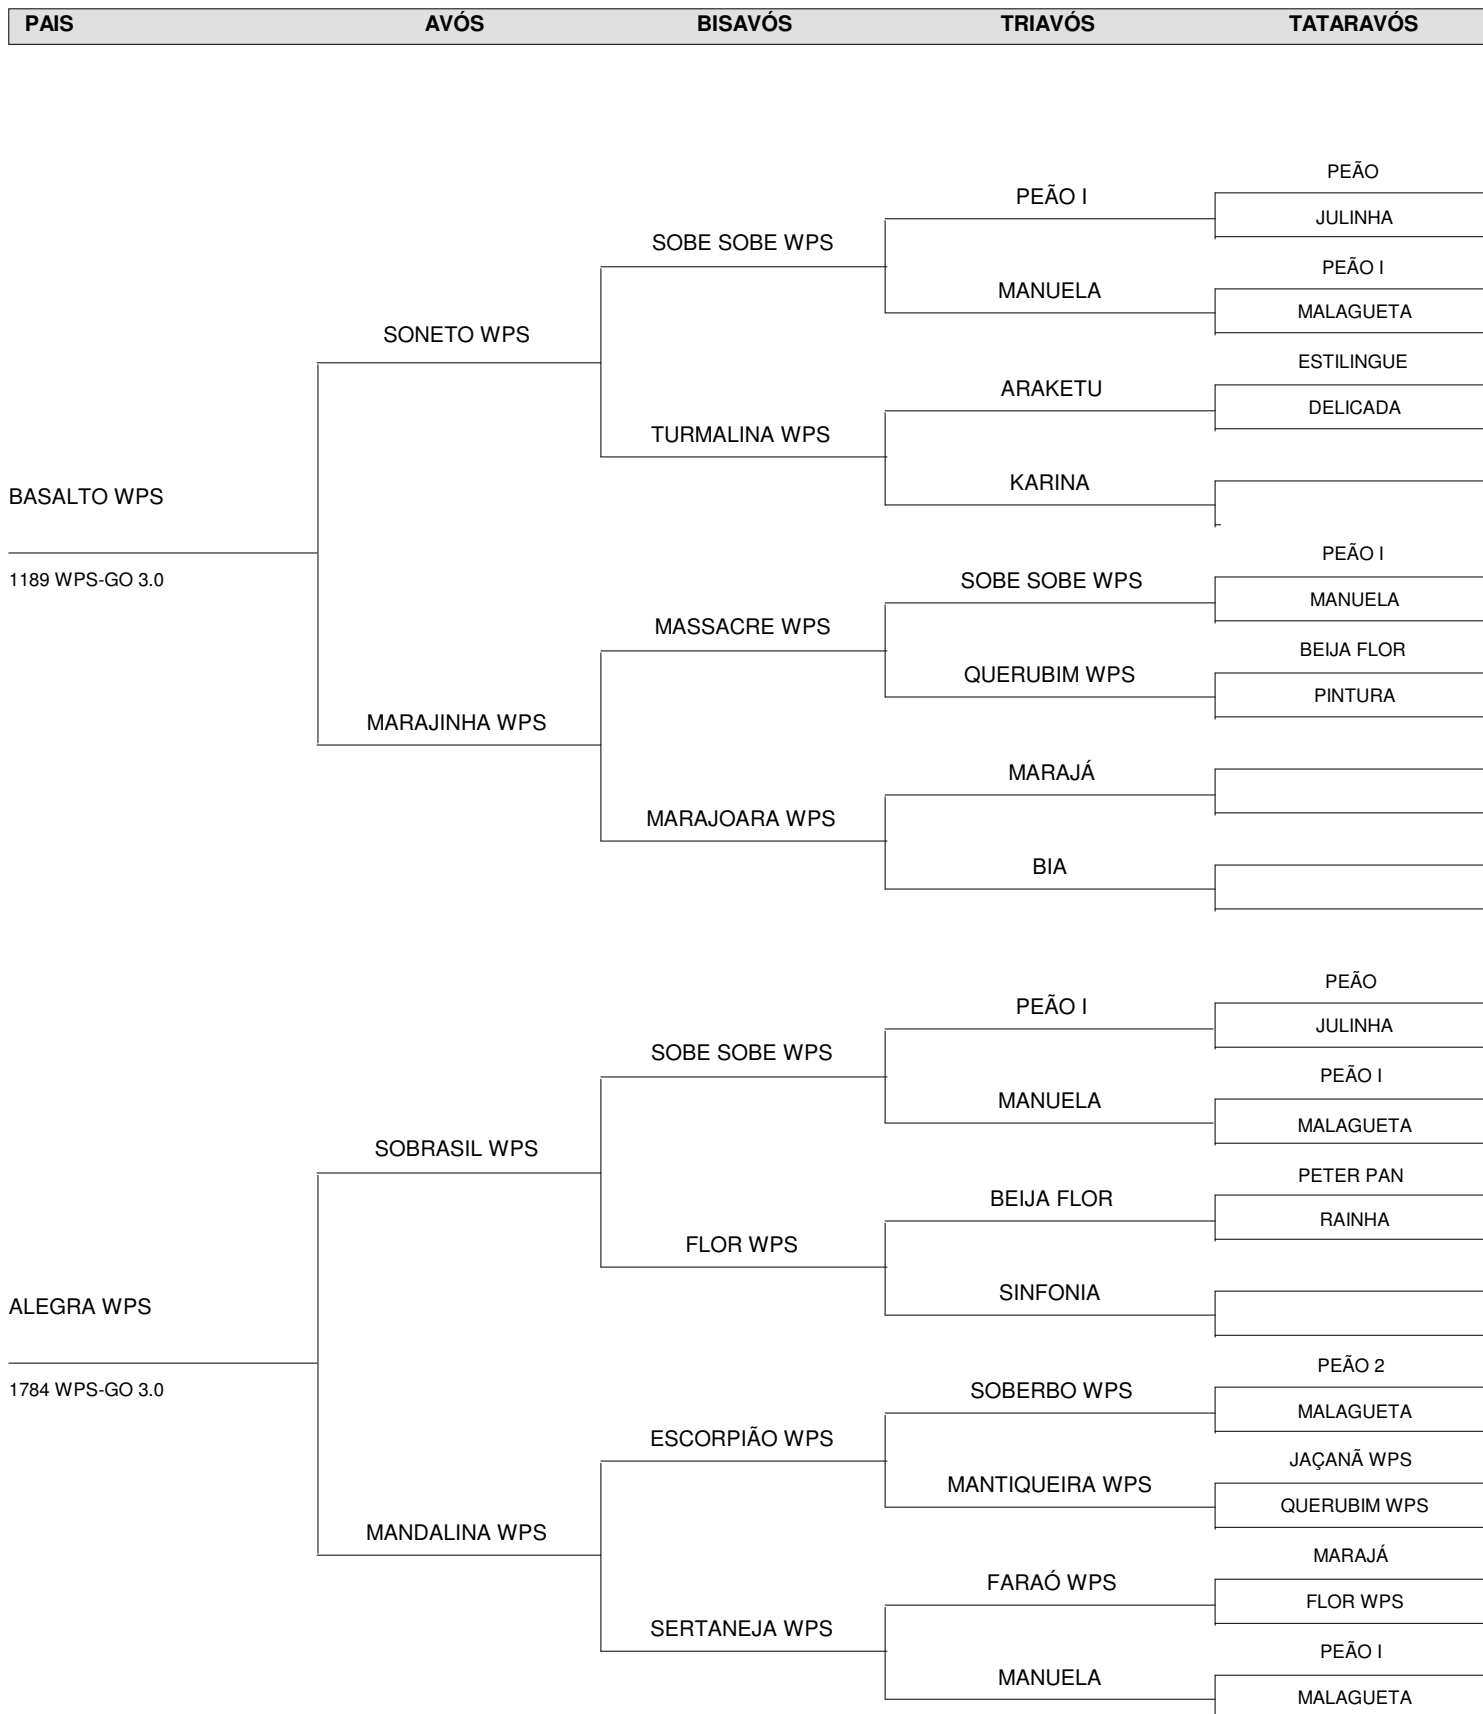 PAIS AVÓS BISAVÓS TRIAVÓS TATARAVÓS
PEÃO
PEÃO I
JULINHA
SOBE SOBE WPS
PEÃO I
MANUELA
MALAGUETA
SONETO WPS
ESTILINGUE
ARAKETU
DELICADA
TURMALINA WPS
KARINA
BASALTO WPS
PEÃO I
1189 WPS-GO 3.0
SOBE SOBE WPS
MANUELA
MASSACRE WPS
BEIJA FLOR
QUERUBIM WPS
PINTURA
MARAJINHA WPS
MARAJÁ
MARAJOARA WPS
BIA
PEÃO
PEÃO I
JULINHA
SOBE SOBE WPS
PEÃO I
MANUELA
MALAGUETA
SOBRASIL WPS
PETER PAN
BEIJA FLOR
RAINHA
FLOR WPS
SINFONIA
ALEGRA WPS
PEÃO 2
1784 WPS-GO 3.0
SOBERBO WPS
MALAGUETA
ESCORPIÃO WPS
JAÇANÃ WPS
MANTIQUEIRA WPS
QUERUBIM WPS
MANDALINA WPS
MARAJÁ
FARAÓ WPS
FLOR WPS
SERTANEJA WPS
PEÃO I
MANUELA
MALAGUETA